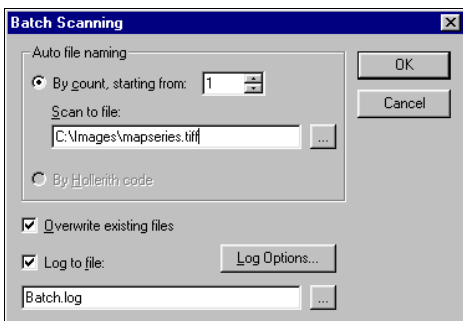 Batch Scanning
Auto file naming
By count, starting from: 1
Scan to file:
C:\Images\mapseries.tiff
...
By Hollerith code
OK
Cancel
Overwrite existing files
Log to file:
Log Options...
Batch.log
...